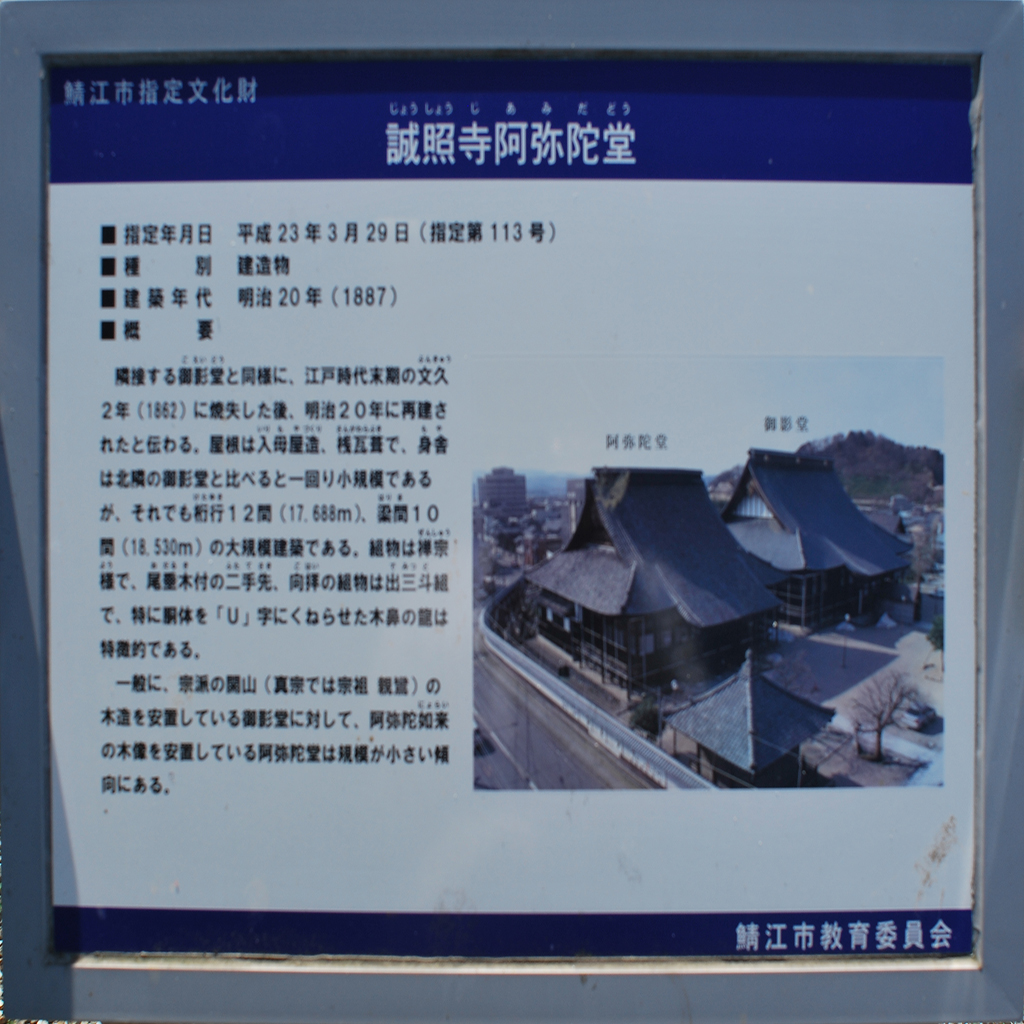 鯖江市指定文化財
じょうしょうじあみだどう
誠照寺阿弥陀堂
■指定年月日 平成23年3月29日(指定第113号)
■種別 建造物
■建築年代 明治20年(1887)
■概要
隣接する御影堂と同様に、江戸時代末期の文久
2年(1862)に焼失した後、明治20年に再建さ
れたと伝わる。屋根は入母屋造、桟瓦葺で、身舎
は北隣の御影堂と比べると一回り小規模である
が、それでも桁行12間(17.688m)、梁間10
間(18.530m)の大規模建築である。組物は禅宗
様で、尾垂木付の二手先、向拝の組物は出三斗組
で、特に胴体を「U」字にくねらせた木鼻の龍は
特徴的である。
一般に、宗派の開山(真宗では宗祖 親鸞)の
木造を安置している御影堂に対して、阿弥陀如来
の木像を安置している阿弥陀堂は規模が小さい傾
向にある。
阿弥陀堂
御影堂
鯖江市教育委員会